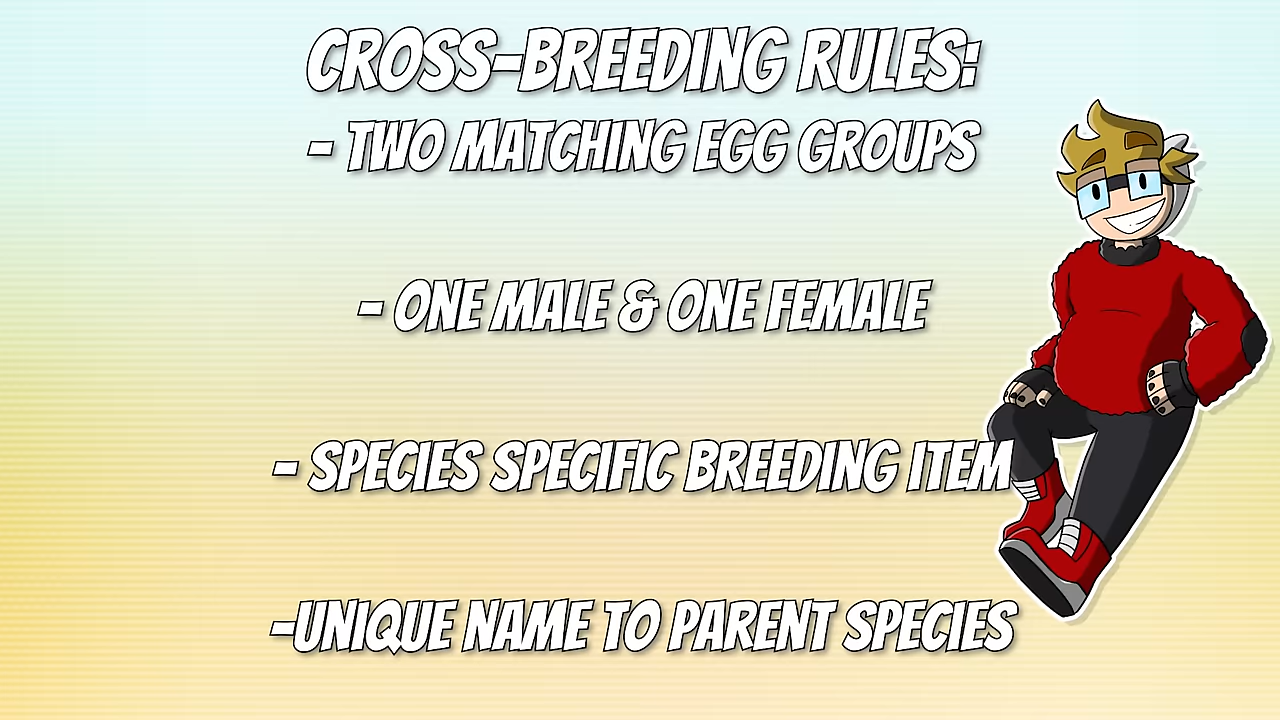 CROSS-BREEDING RULES:
- TWO MATCHING EGG GROUPS
- ONE MALE & ONE FEMALE
- SPECIES SPECIFIC BREEDING ITEM
-UNIQUE NAME TO PARENT SPECIES